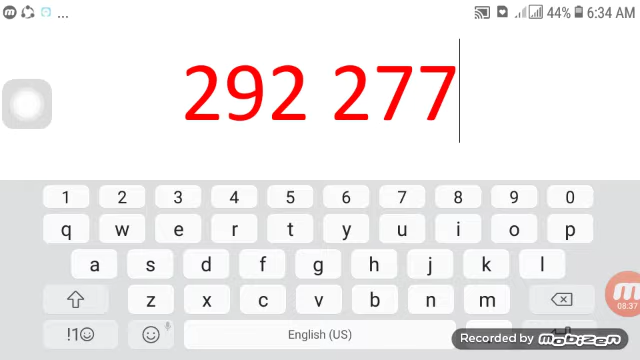 ... 44% 6:34 AM
292 277
1 2 3 4 5 6 7 8 9 0
q w e r t y u i o p
a s d f g h j k l
z x c v b n m
08:37
!1☺ English (US)
Recorded by mobizen